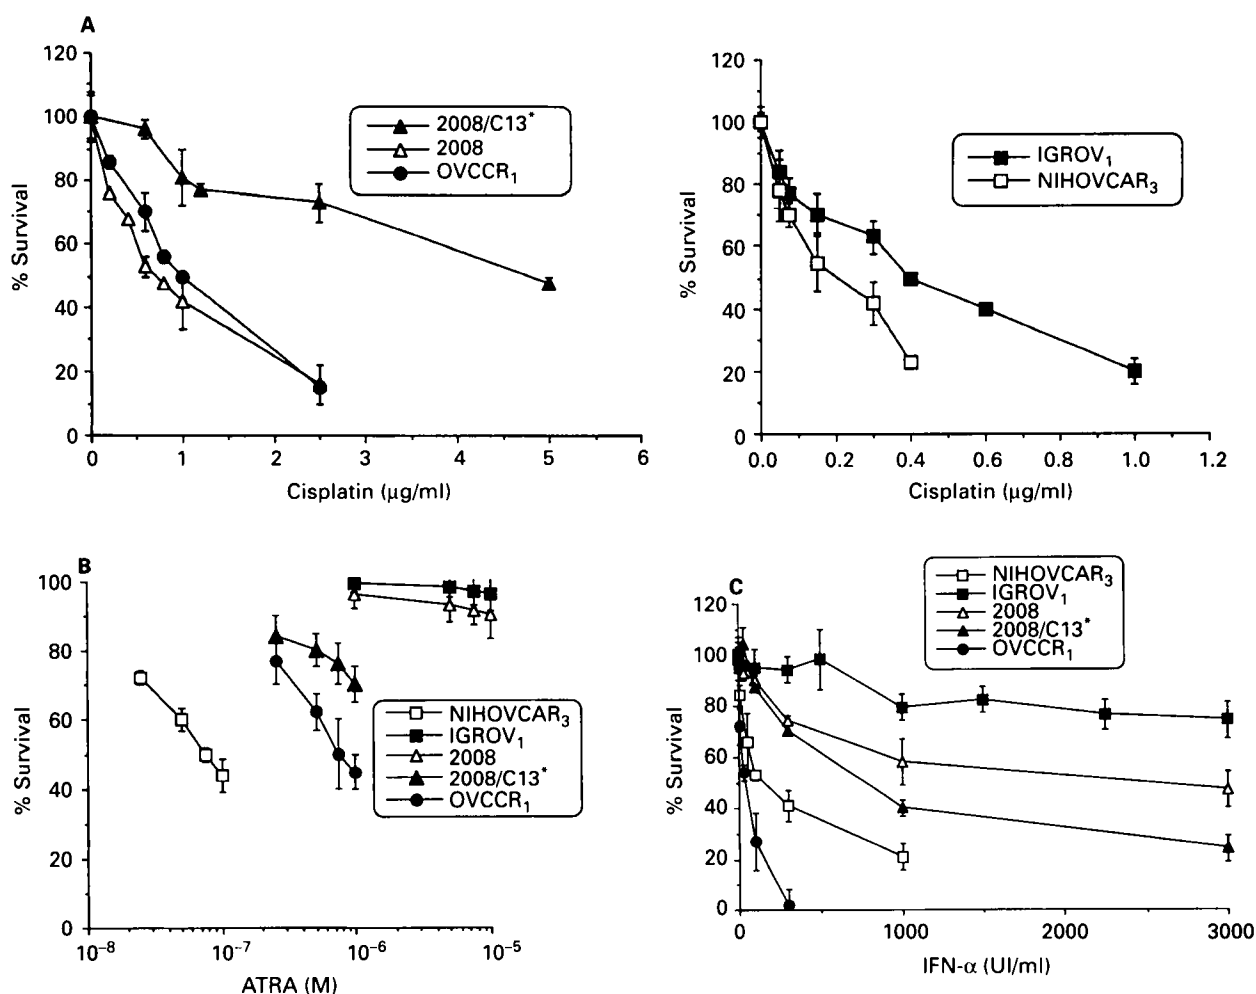 A
120
100
80
60
40
20
0
% Survival
0 1 2 3 4 5 6
Cisplatin (μg/ml)
2008/C13*
2008
OVCCR1
120
100
80
60
40
20
0
% Survival
0.0 0.2 0.4 0.6 0.8 1.0 1.2
Cisplatin (μg/ml)
IGROV1
NIHOVCAR3
B
100
80
60
40
20
0
% Survival
10−8 10−7 10−6 10−5
ATRA (M)
NIHOVCAR3
IGROV1
2008
2008/C13*
OVCCR1
C
120
100
80
60
40
20
0
% Survival
0 1000 2000 3000
IFN-α (UI/ml)
NIHOVCAR3
IGROV1
2008
2008/C13*
OVCCR1